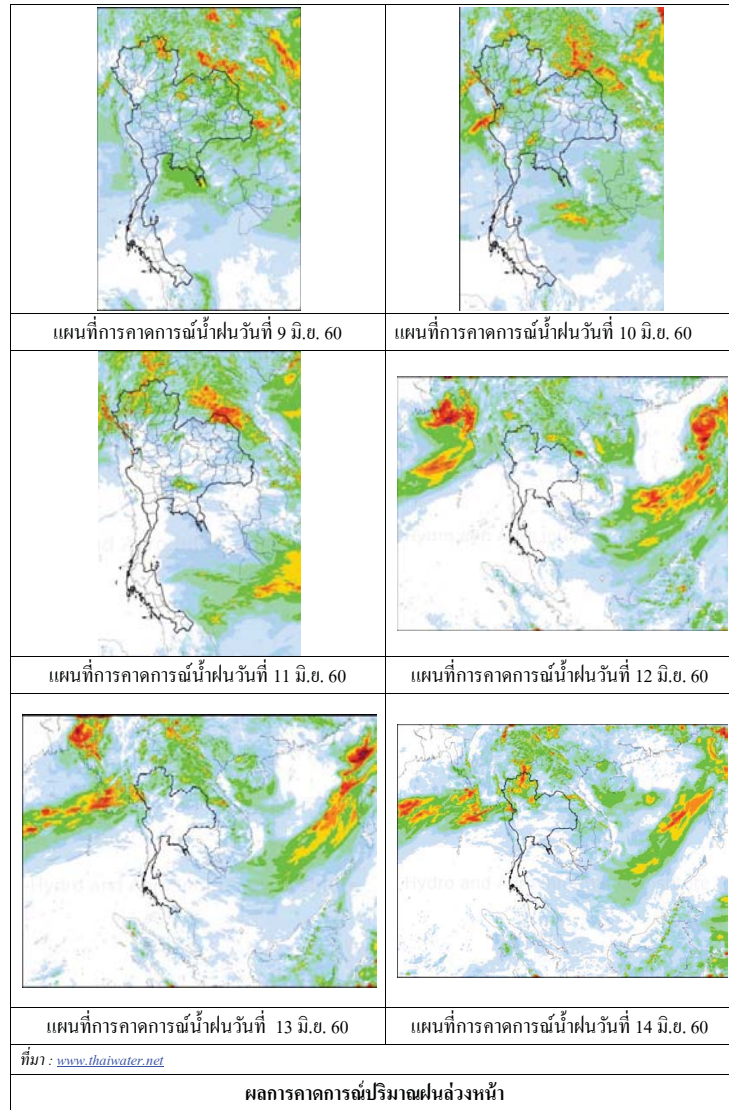 แผนที่การคาดการณ์น้ำฝนวันที่ 9 มิ.ย. 60
แผนที่การคาดการณ์น้ำฝนวันที่ 10 มิ.ย. 60
แผนที่การคาดการณ์น้ำฝนวันที่ 11 มิ.ย. 60
แผนที่การคาดการณ์น้ำฝนวันที่ 12 มิ.ย. 60
Hydro and
แผนที่การคาดการณ์น้ำฝนวันที่ 13 มิ.ย. 60
Hydro and
แผนที่การคาดการณ์น้ำฝนวันที่ 14 มิ.ย. 60
ที่มา : www.thaiwater.net
ผลการคาดการณ์ปริมาณฝนล่วงหน้า